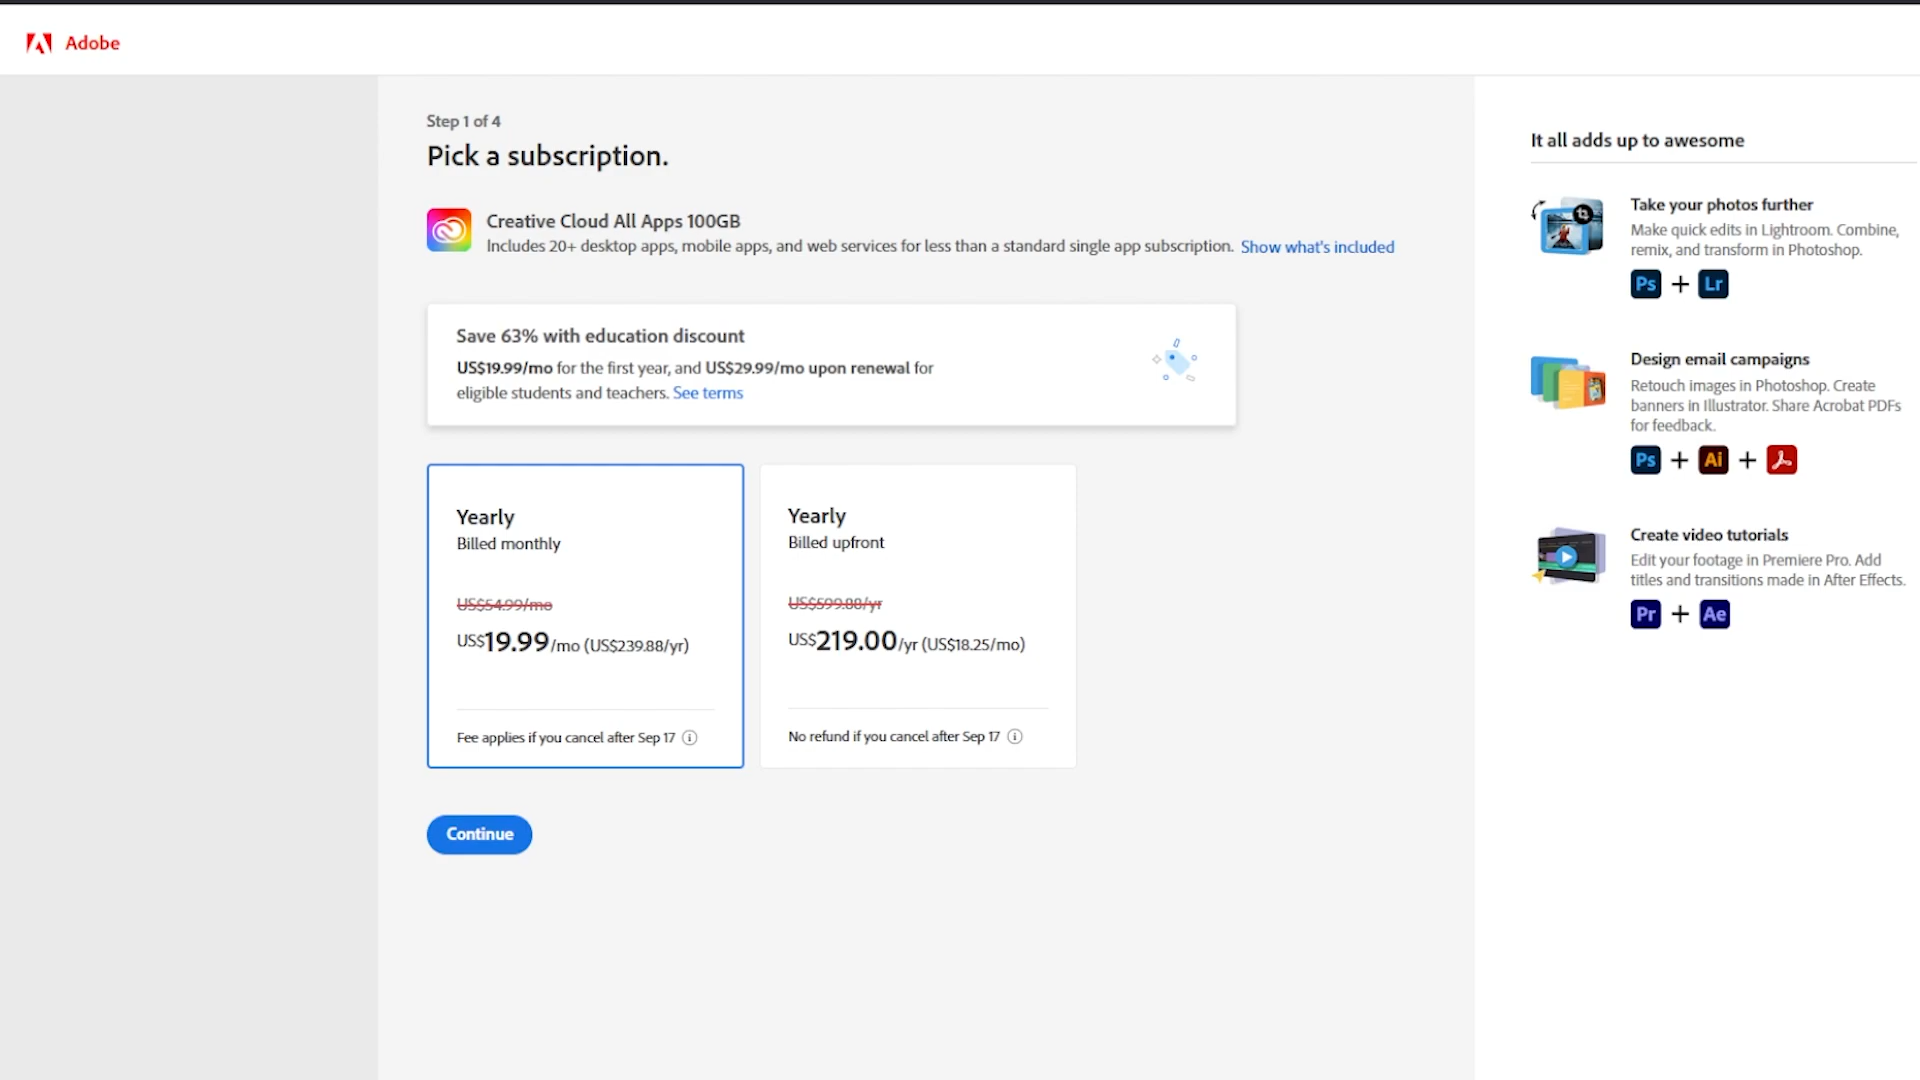 Adobe
Step 1 of 4
Pick a subscription.
Creative Cloud All Apps 100GB
Includes 20+ desktop apps, mobile apps, and web services for less than a standard single app subscription. Show what's included
Save 63% with education discount
US$19.99/mo for the first year, and US$29.99/mo upon renewal for
eligible students and teachers. See terms
Yearly
Billed monthly
US$54.99/mo
US$19.99/mo (US$239.88/yr)
Fee applies if you cancel after Sep 17
Yearly
Billed upfront
US$599.88/yr
US$219.00/yr (US$18.25/mo)
No refund if you cancel after Sep 17
Continue
It all adds up to awesome
Take your photos further
Make quick edits in Lightroom. Combine,
remix, and transform in Photoshop.
Ps + Lr
Design email campaigns
Retouch images in Photoshop. Create
banners in Illustrator. Share Acrobat PDFs
for feedback.
Ps + Ai +
Create video tutorials
Edit your footage in Premiere Pro. Add
titles and transitions made in After Effects.
Pr + Ae